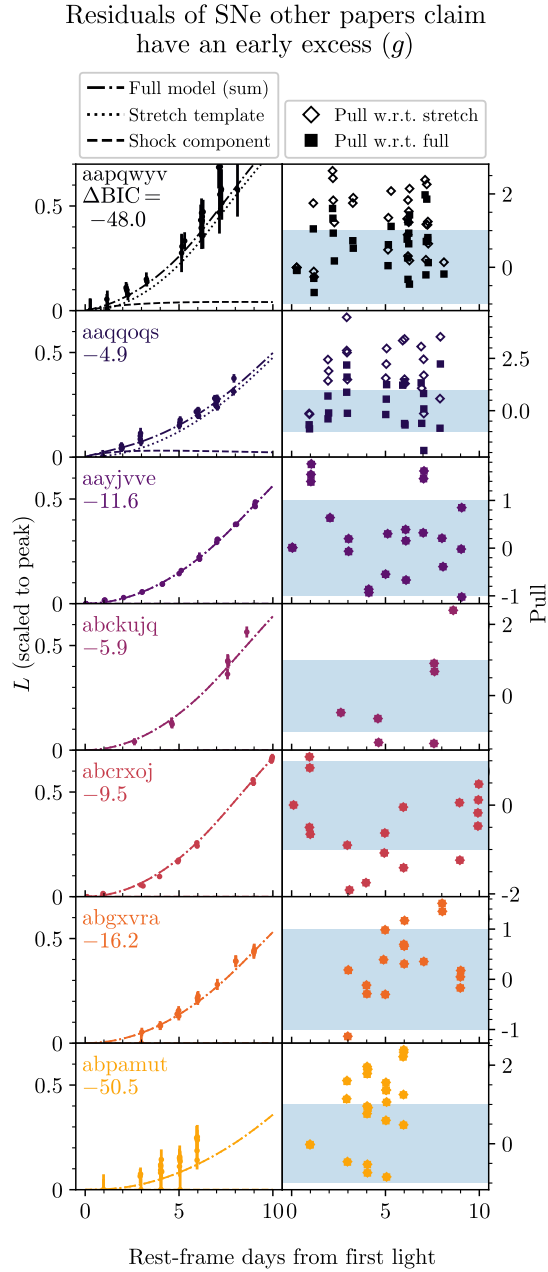 Residuals of SNe other papers claim
have an early excess (g)
Full model (sum)
Stretch template
Shock component
Pull w.r.t. stretch
Pull w.r.t. full
aapqwyv
ΔBIC =
−48.0
0.5
0
2
0
aaqqoqs
−4.9
0.5
0
2.5
0.0
aayjvve
−11.6
0.5
0
1
0
-1
abckujq
−5.9
0.5
0
2
0
abcrxoj
−9.5
0.5
0
0
-2
abgxvra
−16.2
0.5
0
1
0
-1
abpamut
−50.5
0.5
0
2
0
L (scaled to peak)
Pull
0 5 10 0 5 10
Rest-frame days from first light